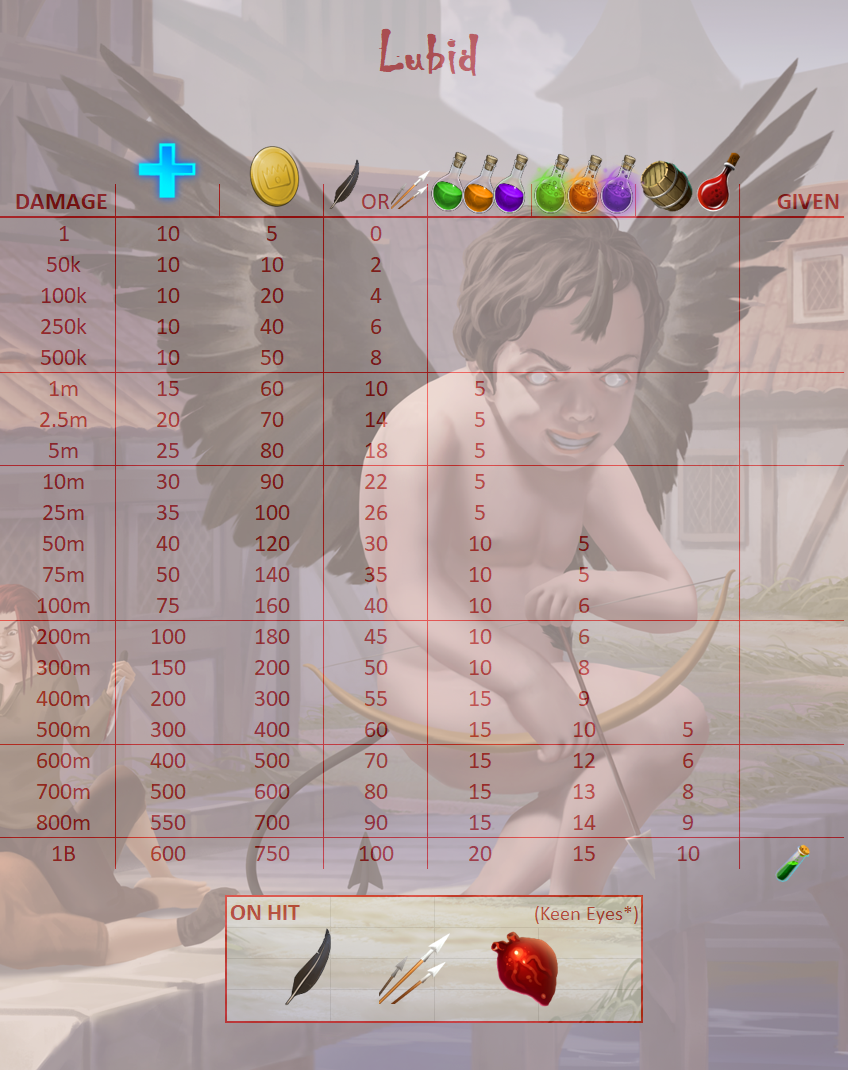 Lubid
DAMAGE OR GIVEN
1 10 5 0
50k 10 10 2
100k 10 20 4
250k 10 40 6
500k 10 50 8
1m 15 60 10 5
2.5m 20 70 14 5
5m 25 80 18 5
10m 30 90 22 5
25m 35 100 26 5
50m 40 120 30 10 5
75m 50 140 35 10 5
100m 75 160 40 10 6
200m 100 180 45 10 6
300m 150 200 50 10 8
400m 200 300 55 15 9
500m 300 400 60 15 10 5
600m 400 500 70 15 12 6
700m 500 600 80 15 13 8
800m 550 700 90 15 14 9
1B 600 750 100 20 15 10
ON HIT (Keen Eyes*)